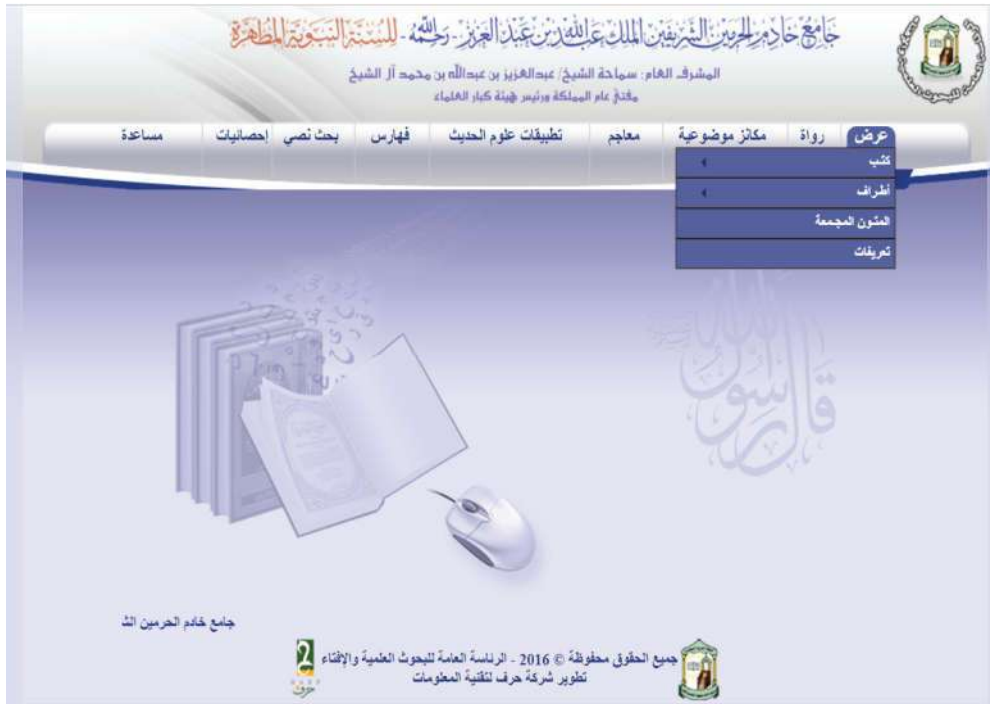 جامع خادم الحرمين الشريفين الملك عبدالله بن عبدالعزيز - رحمه الله - للسنة النبوية المطهرة
المشرف العام: سماحة الشيخ/ عبدالعزيز بن عبدالله بن محمد آل الشيخ
مفتي عام المملكة ورئيس هيئة كبار العلماء
عرض رواة مكانز موضوعية معاجم تطبيقات علوم الحديث فهارس بحث نصي إحصائيات مساعدة
كتب
أطراف
المتون المجمعة
تعريفات
قال رسول الله
جامع خادم الحرمين الش
جميع الحقوق محفوظة © 2016 - الرئاسة العامة للبحوث العلمية والإفتاء
تطوير شركة حرف لتقنية المعلومات
حرف